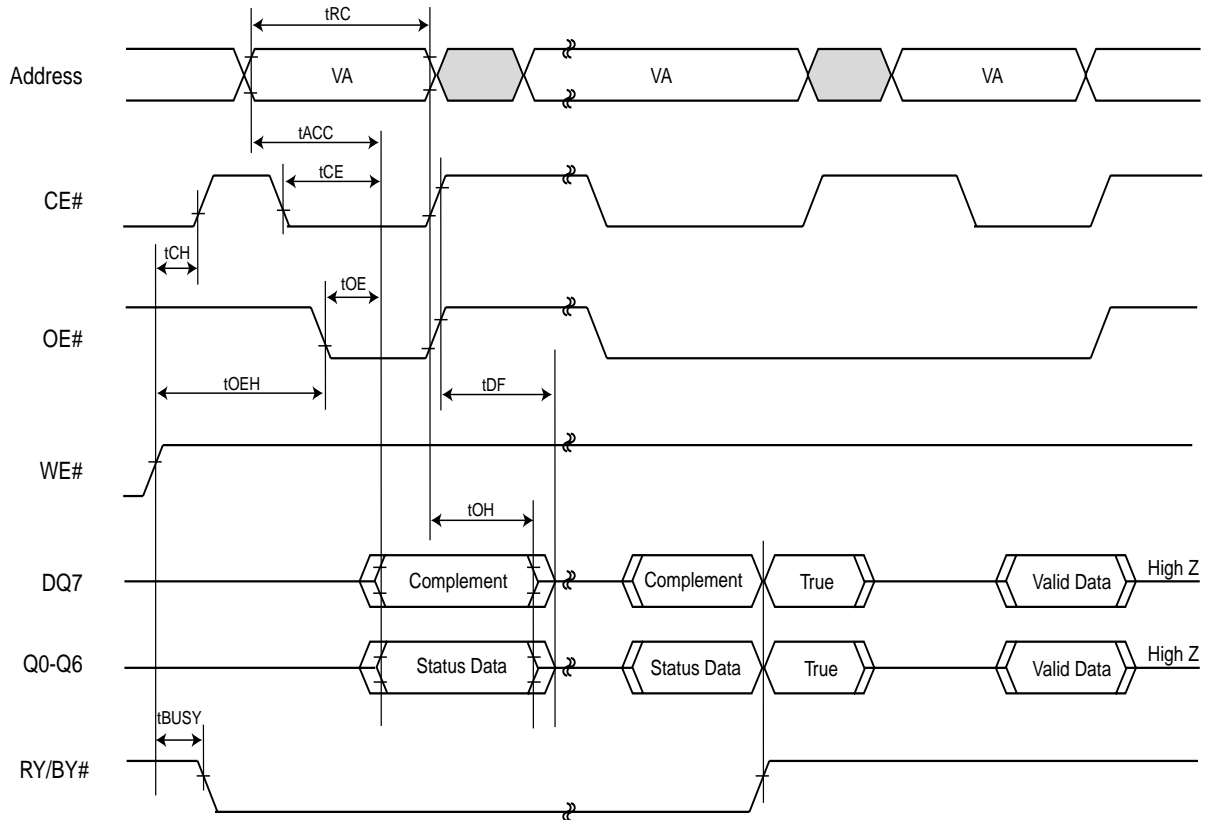 tRC
Address VA VA VA
tACC
tCE
CE#
tCH
tOE
OE#
tOEH tDF
WE#
tOH
DQ7 Complement Complement True Valid Data High Z
Q0-Q6 Status Data Status Data True Valid Data High Z
tBUSY
RY/BY#